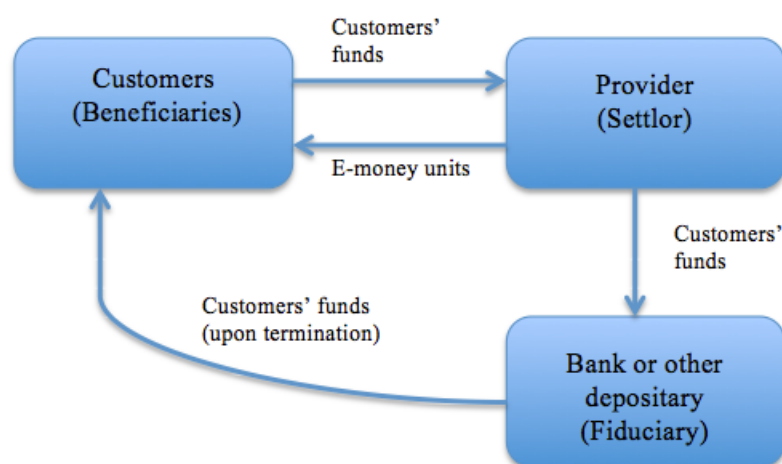 Customers’
funds
Customers
(Beneficiaries)
Provider
(Settlor)
E-money units
Customers’
funds
Customers’ funds
(upon termination)
Bank or other
depositary
(Fiduciary)